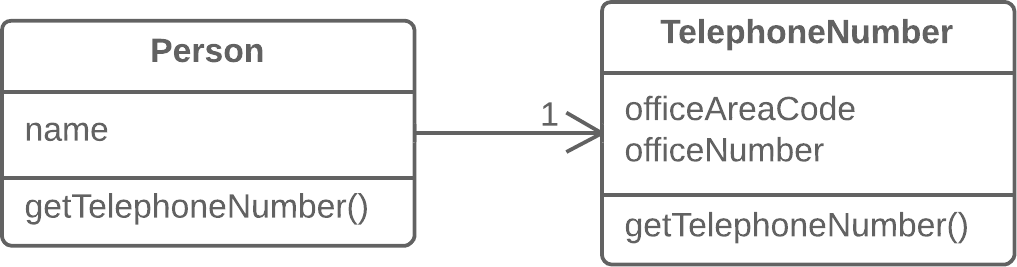 Person
name
getTelephoneNumber()
1
TelephoneNumber
officeAreaCode
officeNumber
getTelephoneNumber()